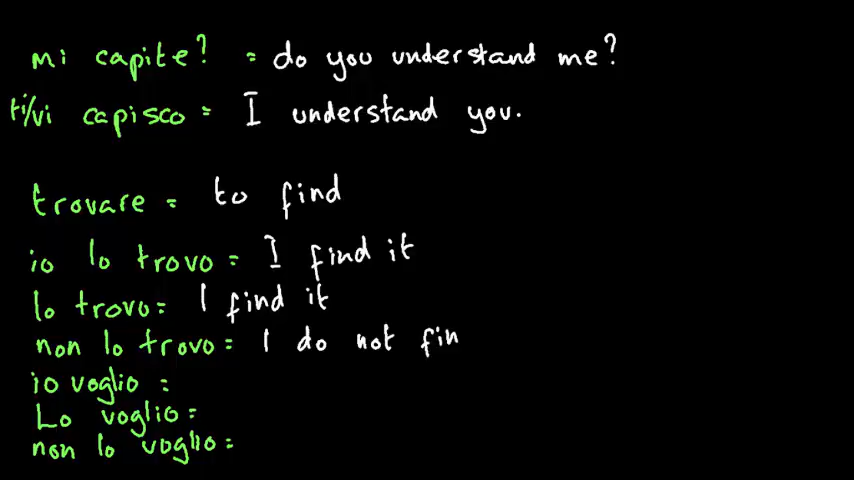 mi capite? = do you understand me?
ti/vi capisco = I understand you.
trovare = to find
io lo trovo = I find it
lo trovo = I find it
non lo trovo = I do not fin
io voglio =
Lo voglio =
non lo voglio =